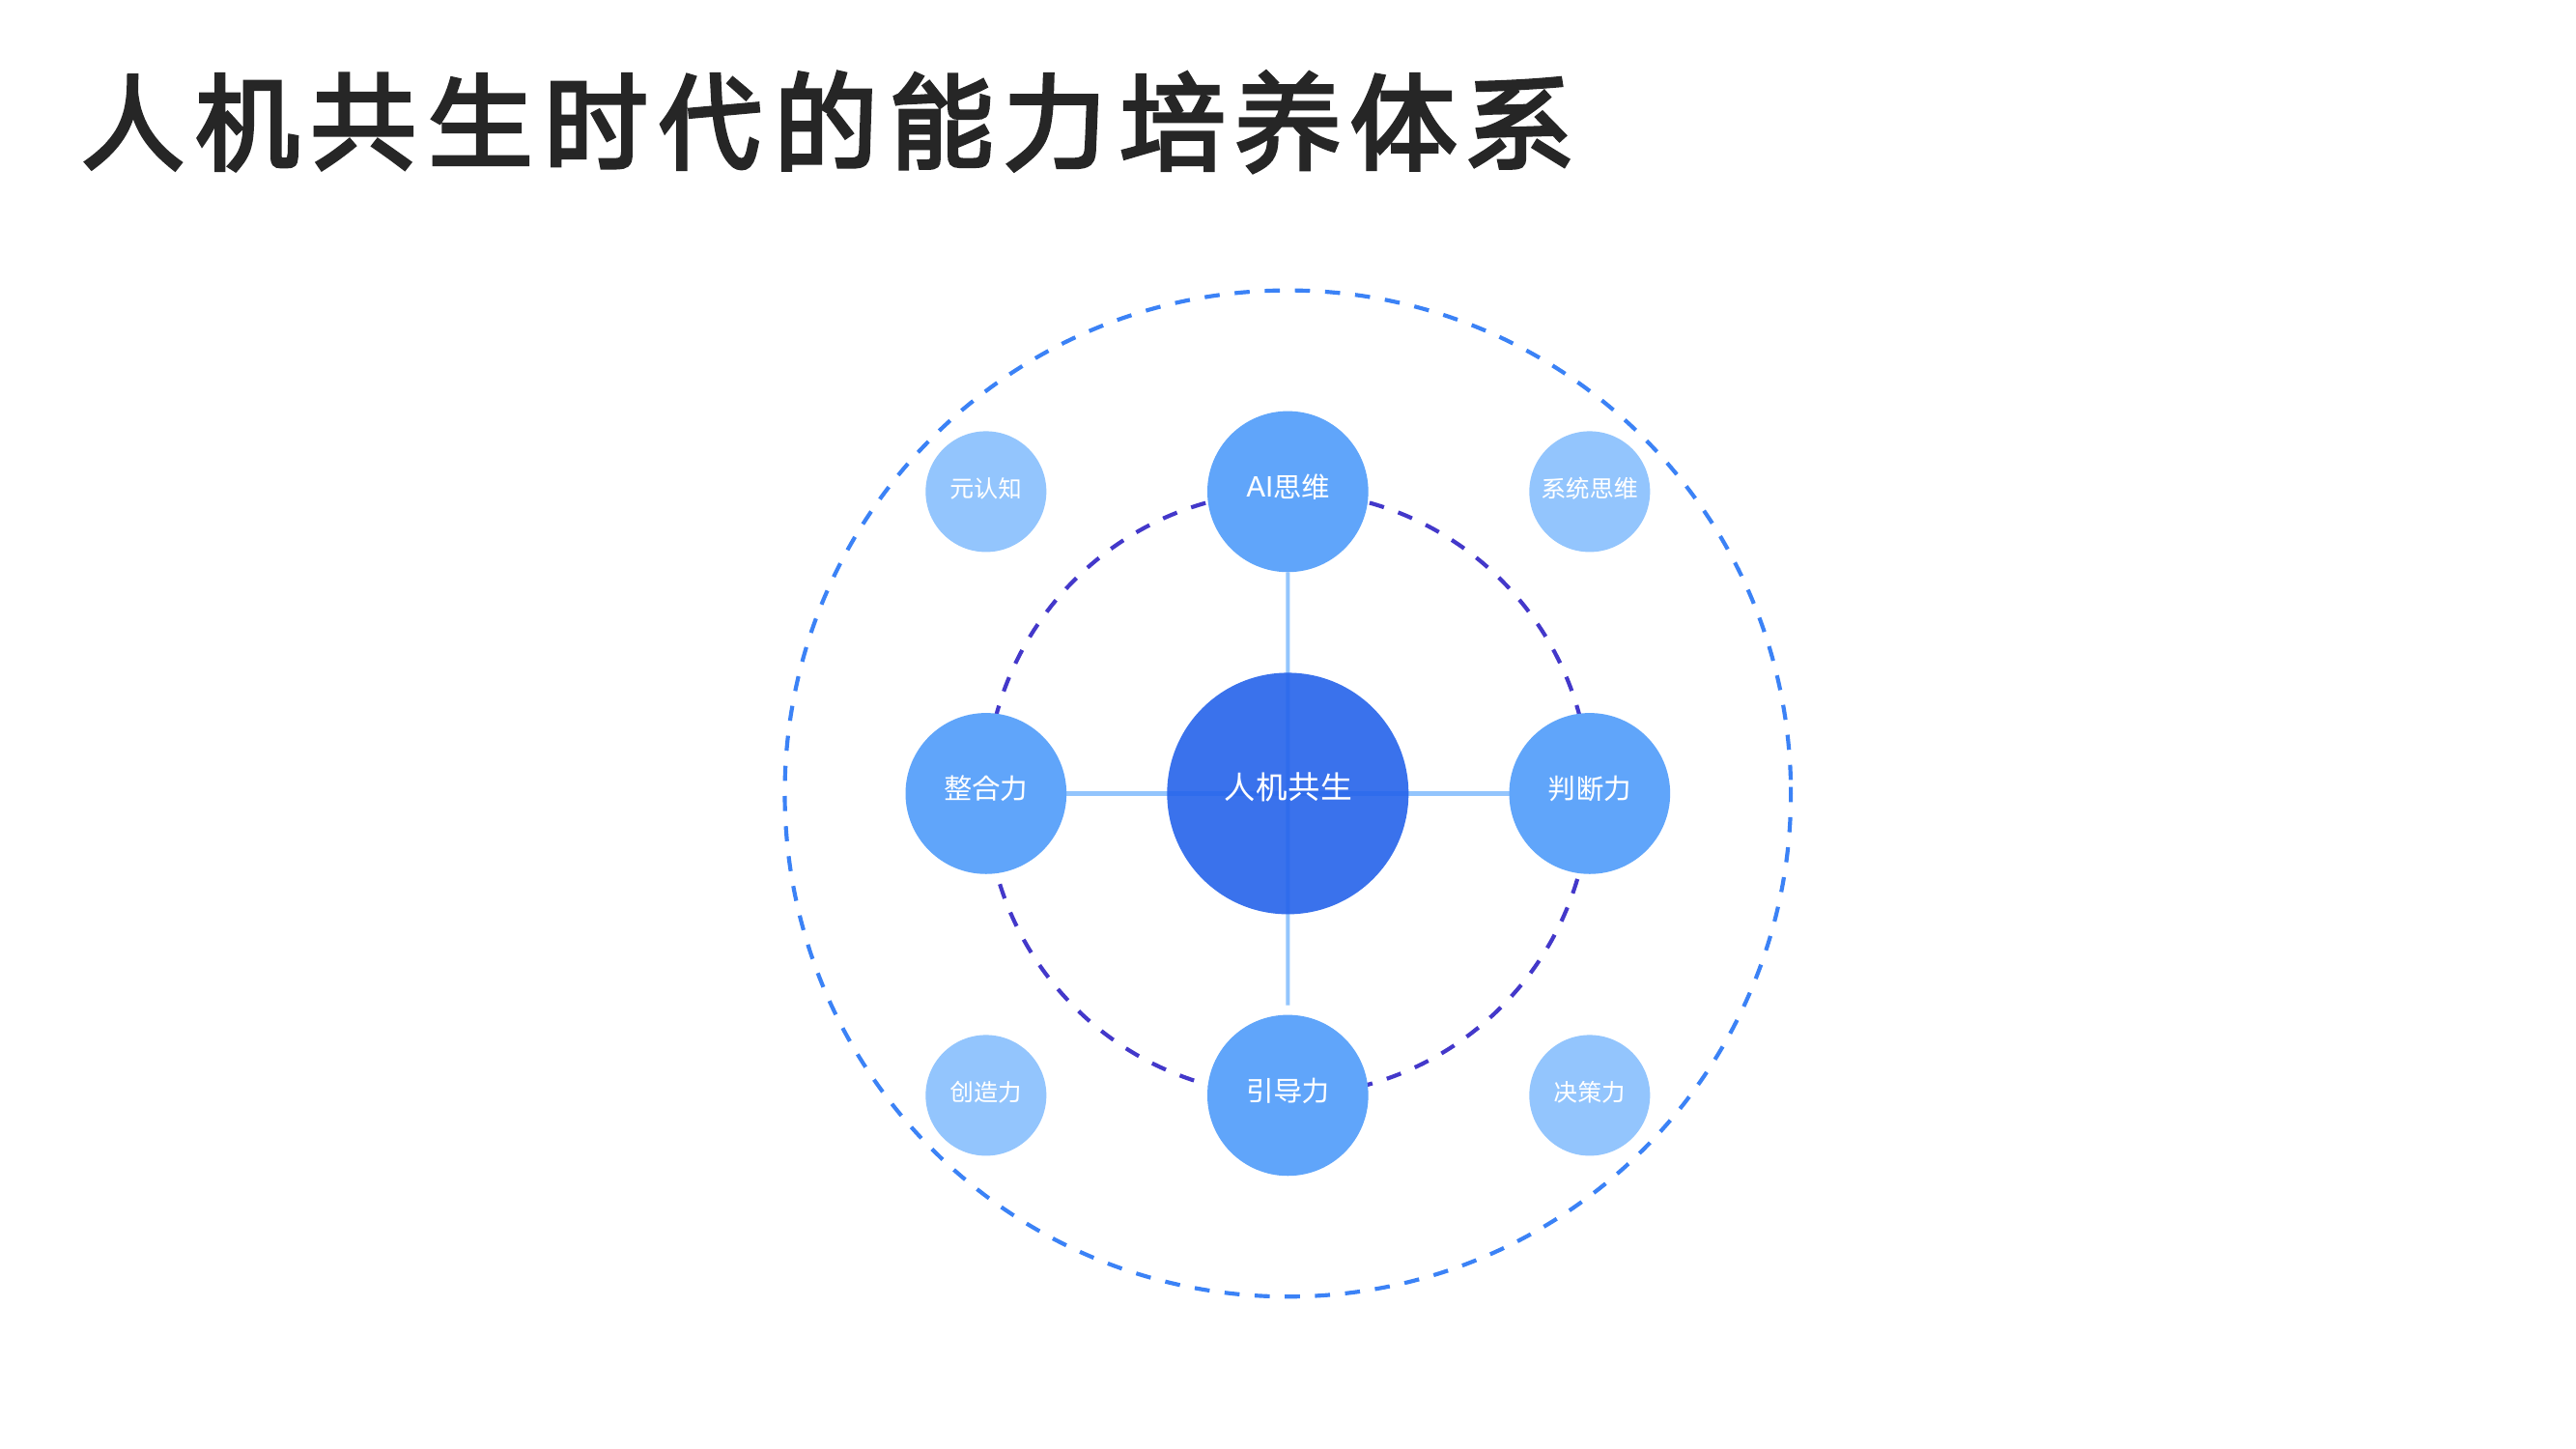 人机共生时代的能力培养体系
元认知
AI思维
系统思维
整合力
人机共生
判断力
创造力
引导力
决策力